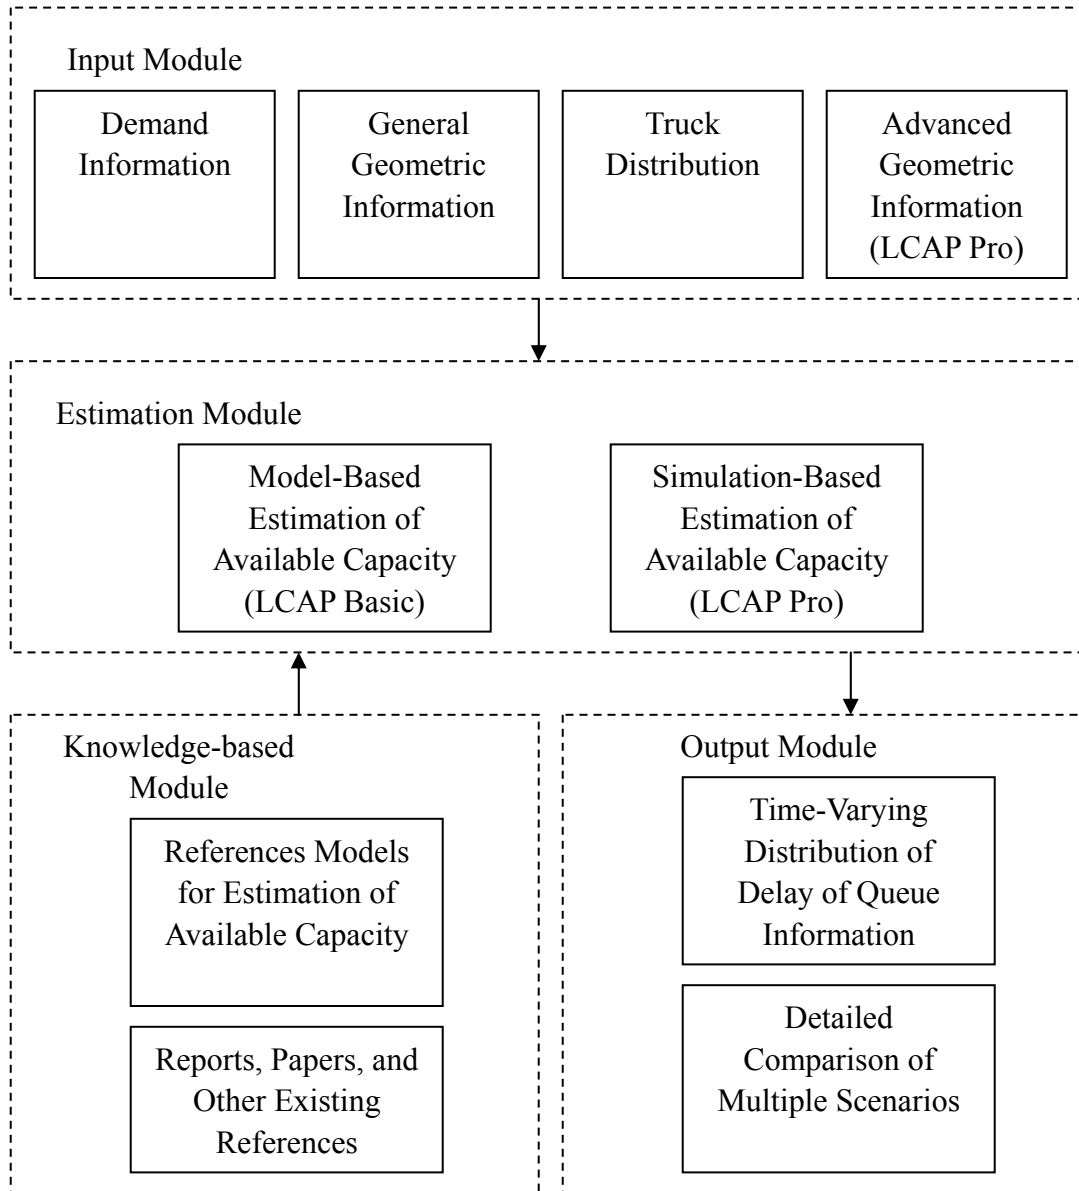 Input Module
Demand
Information
General
Geometric
Information
Truck
Distribution
Advanced
Geometric
Information
(LCAP Pro)
Estimation Module
Model-Based
Estimation of
Available Capacity
(LCAP Basic)
Simulation-Based
Estimation of
Available Capacity
(LCAP Pro)
Knowledge-based
Module
References Models
for Estimation of
Available Capacity
Reports, Papers, and
Other Existing
References
Output Module
Time-Varying
Distribution of
Delay of Queue
Information
Detailed
Comparison of
Multiple Scenarios